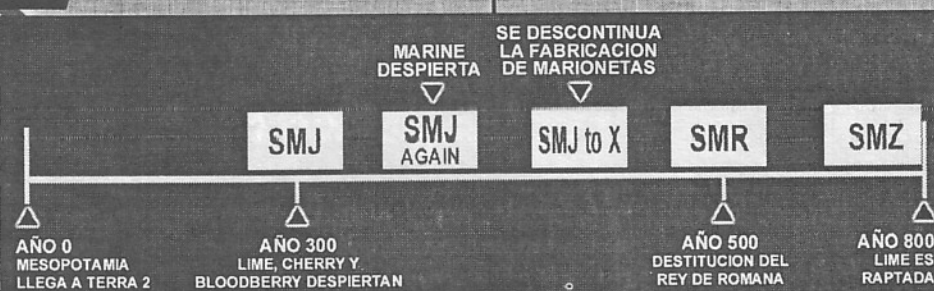 MARINE
DESPIERTA
SE DESCONTINUA
LA FABRICACION
DE MARIONETAS
SMJ
SMJ
AGAIN
SMJ to X
SMR
SMZ
AÑO 0
MESOPOTAMIA
LLEGA A TERRA 2
AÑO 300
LIME, CHERRY Y
BLOODBERRY DESPIERTAN
AÑO 500
DESTITUCION DEL
REY DE ROMANA
AÑO 800
LIME ES
RAPTADA